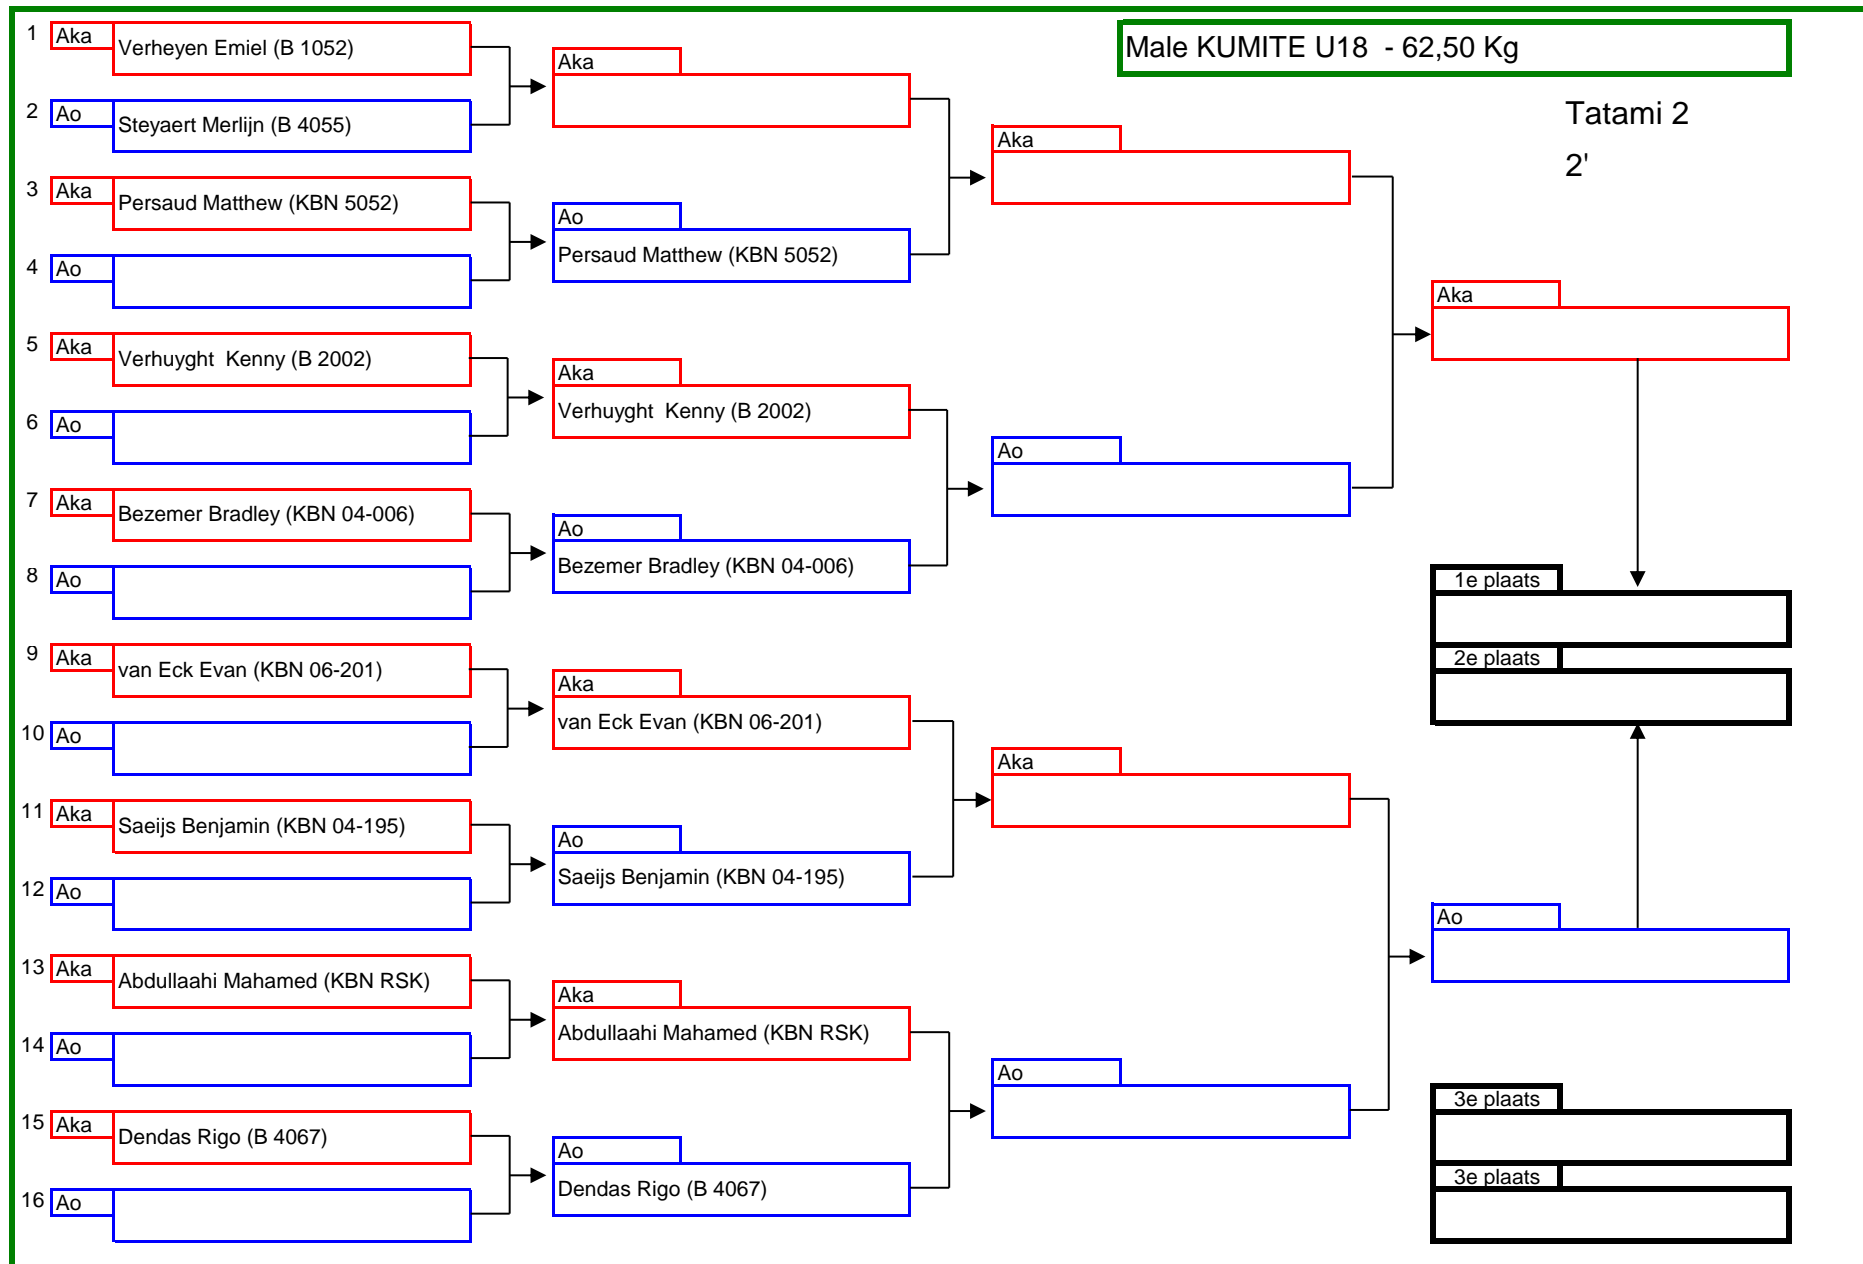 Male KUMITE U18  - 62,50 Kg
Tatami 2
2'
1 Aka
Verheyen Emiel (B 1052)
2 Ao
Steyaert Merlijn (B 4055)
3 Aka
Persaud Matthew (KBN 5052)
4 Ao
5 Aka
Verhuyght  Kenny (B 2002)
6 Ao
7 Aka
Bezemer Bradley (KBN 04-006)
8 Ao
9 Aka
van Eck Evan (KBN 06-201)
10 Ao
11 Aka
Saeijs Benjamin (KBN 04-195)
12 Ao
13 Aka
Abdullaahi Mahamed (KBN RSK)
14 Ao
15 Aka
Dendas Rigo (B 4067)
16 Ao
Aka
Ao
Persaud Matthew (KBN 5052)
Aka
Verhuyght  Kenny (B 2002)
Ao
Bezemer Bradley (KBN 04-006)
Aka
van Eck Evan (KBN 06-201)
Ao
Saeijs Benjamin (KBN 04-195)
Aka
Abdullaahi Mahamed (KBN RSK)
Ao
Dendas Rigo (B 4067)
Aka
Ao
Aka
Ao
Aka
1e plaats
2e plaats
Ao
3e plaats
3e plaats